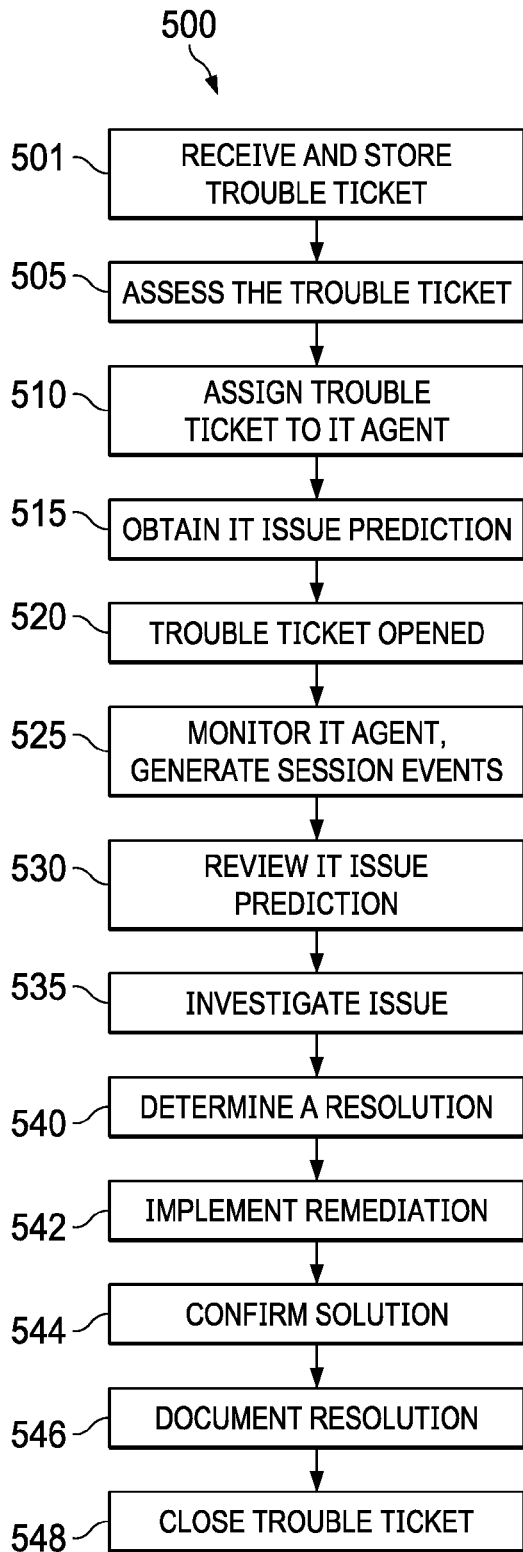 500
501
RECEIVE AND STORE
TROUBLE TICKET
505
ASSESS THE TROUBLE TICKET
510
ASSIGN TROUBLE
TICKET TO IT AGENT
515
OBTAIN IT ISSUE PREDICTION
520
TROUBLE TICKET OPENED
525
MONITOR IT AGENT,
GENERATE SESSION EVENTS
530
REVIEW IT ISSUE
PREDICTION
535
INVESTIGATE ISSUE
540
DETERMINE A RESOLUTION
542
IMPLEMENT REMEDIATION
544
CONFIRM SOLUTION
546
DOCUMENT RESOLUTION
548
CLOSE TROUBLE TICKET